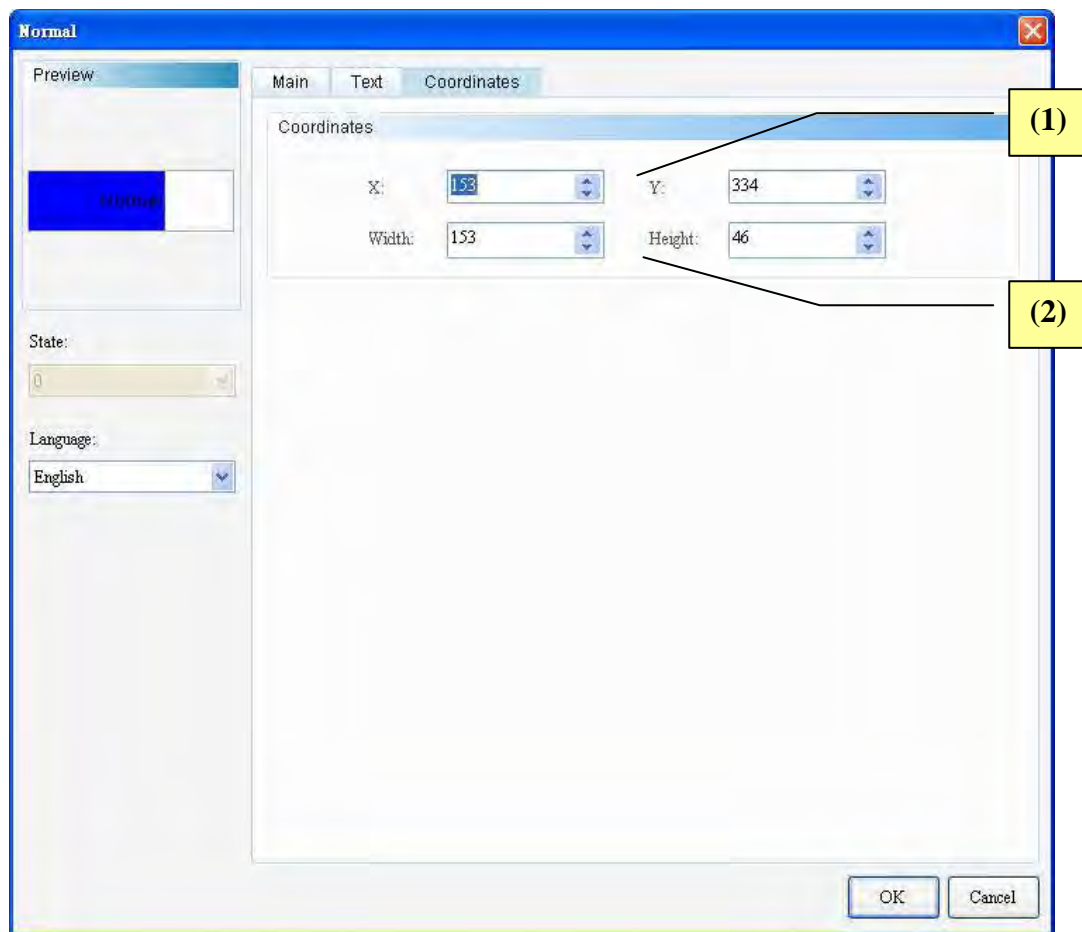 Normal
Preview
Main Text Coordinates
Coordinates
(1)
X: 153 Y: 334
Normal
Width: 153 Height: 46
(2)
State:
0
Language:
English
OK Cancel